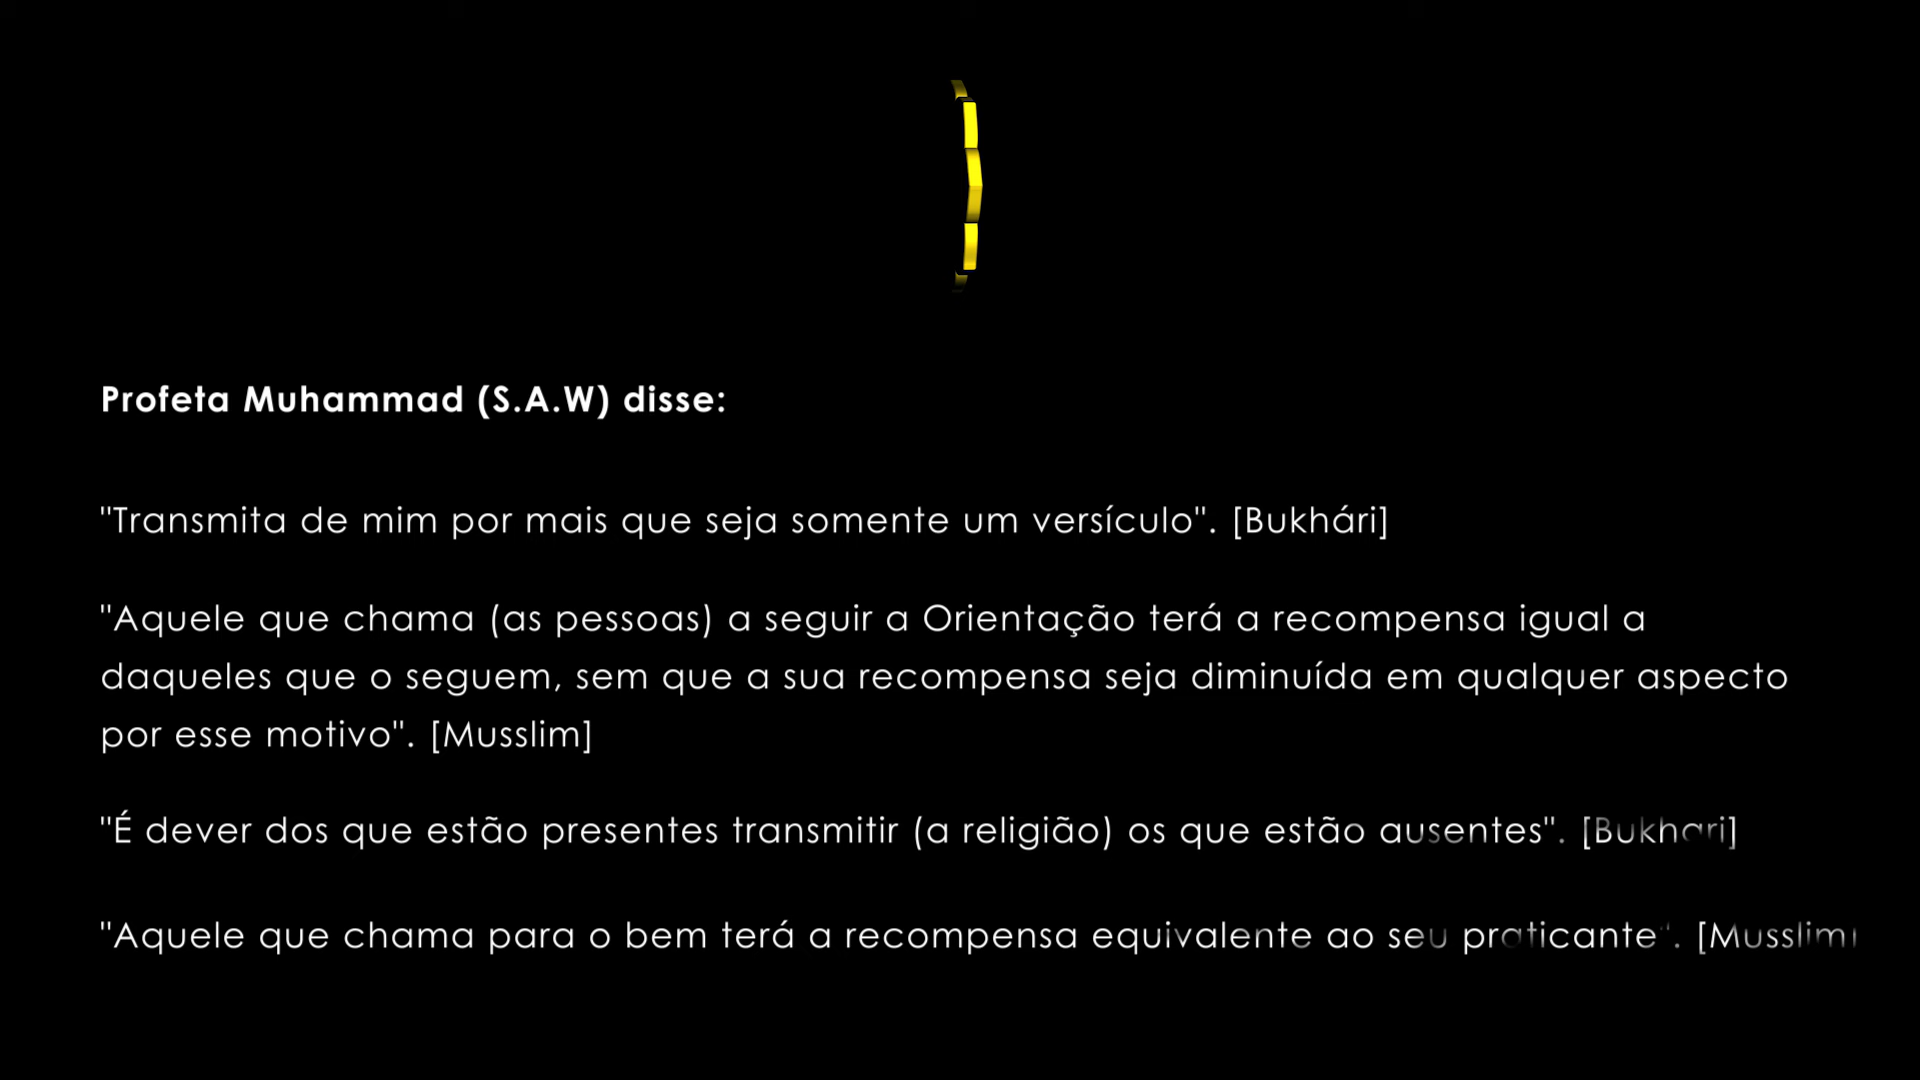 Profeta Muhammad (S.A.W) disse:
"Transmita de mim por mais que seja somente um versículo". [Bukhári]
"Aquele que chama (as pessoas) a seguir a Orientação terá a recompensa igual a
daqueles que o seguem, sem que a sua recompensa seja diminuída em qualquer aspecto
por esse motivo". [Musslim]
"É dever dos que estão presentes transmitir (a religião) os que estão ausentes". [Bukhari]
"Aquele que chama para o bem terá a recompensa equivalente ao seu praticante". [Musslim]